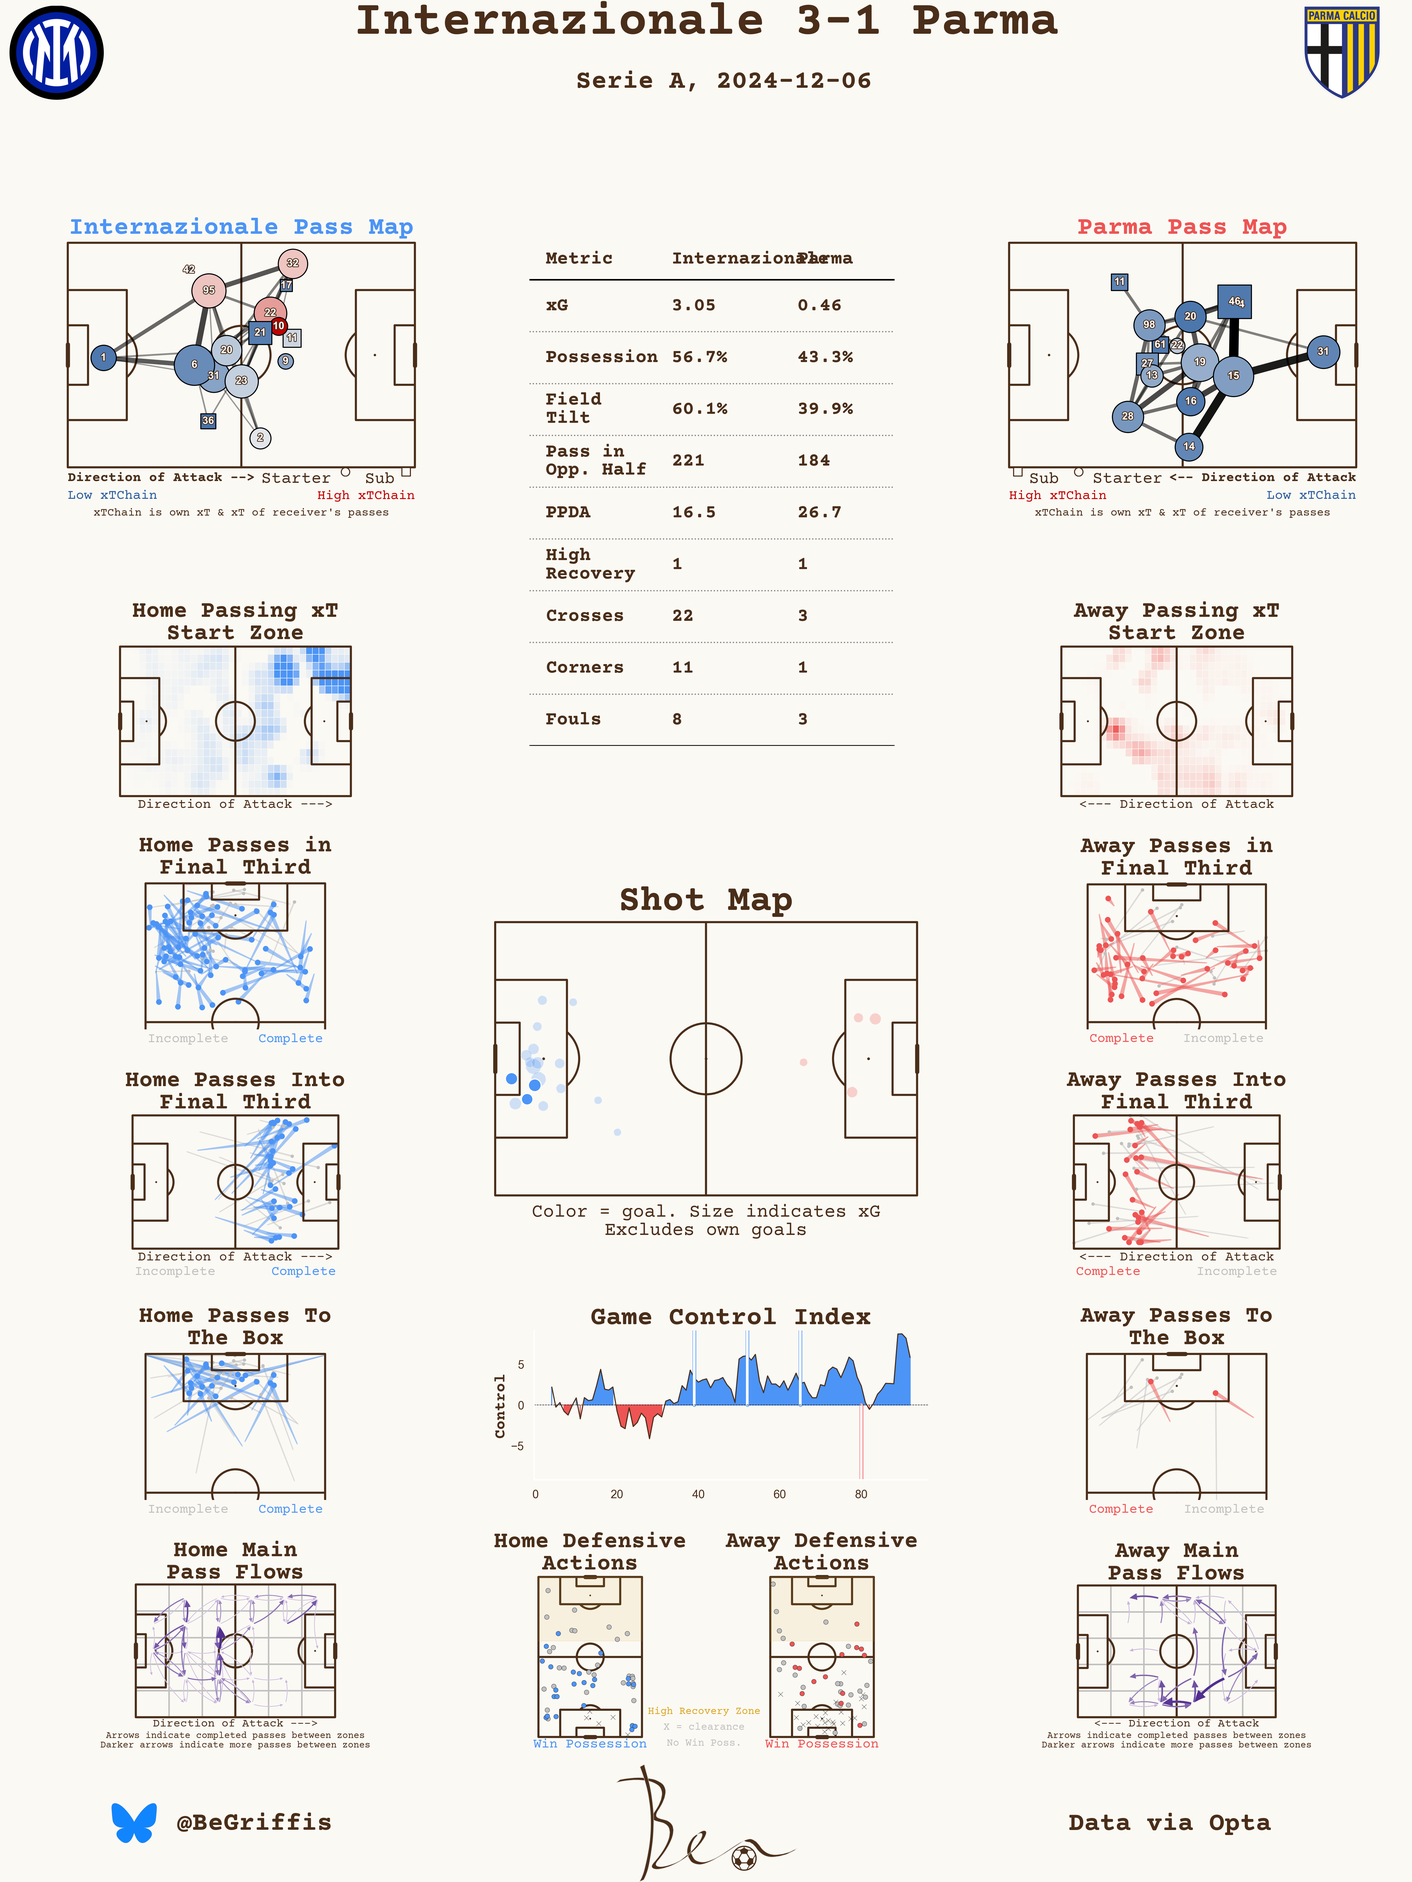 Internazionale 3-1 Parma
Serie A, 2024-12-06
PARMA CALCIO
Internazionale Pass Map
42
32
95
17
22
10
21
11
1
20
6
9
31
23
36
2
Direction of Attack --> Starter Sub
Low xTChain High xTChain
xTChain is own xT & xT of receiver's passes
Metric Internazionale Parma
xG 3.05 0.46
Possession 56.7% 43.3%
Field
Tilt 60.1% 39.9%
Pass in
Opp. Half 221 184
PPDA 16.5 26.7
High
Recovery 1 1
Crosses 22 3
Corners 11 1
Fouls 8 3
Parma Pass Map
11
46
4
98
20
61
22
31
27
19
13
15
16
28
14
Sub Starter <-- Direction of Attack
High xTChain Low xTChain
xTChain is own xT & xT of receiver's passes
Home Passing xT
Start Zone
Direction of Attack --->
Away Passing xT
Start Zone
<--- Direction of Attack
Home Passes in
Final Third
Incomplete Complete
Away Passes in
Final Third
Complete Incomplete
Shot Map
Color = goal. Size indicates xG
Excludes own goals
Home Passes Into
Final Third
Direction of Attack --->
Incomplete Complete
Away Passes Into
Final Third
<--- Direction of Attack
Complete Incomplete
Home Passes To
The Box
Incomplete Complete
Game Control Index
Control
5
0
−5
0 20 40 60 80
Away Passes To
The Box
Complete Incomplete
Home Main
Pass Flows
Direction of Attack --->
Arrows indicate completed passes between zones
Darker arrows indicate more passes between zones
Home Defensive
Actions
Win Possession
Away Defensive
Actions
Win Possession
High Recovery Zone
X = clearance
No Win Poss.
Away Main
Pass Flows
<--- Direction of Attack
Arrows indicate completed passes between zones
Darker arrows indicate more passes between zones
@BeGriffis
Data via Opta